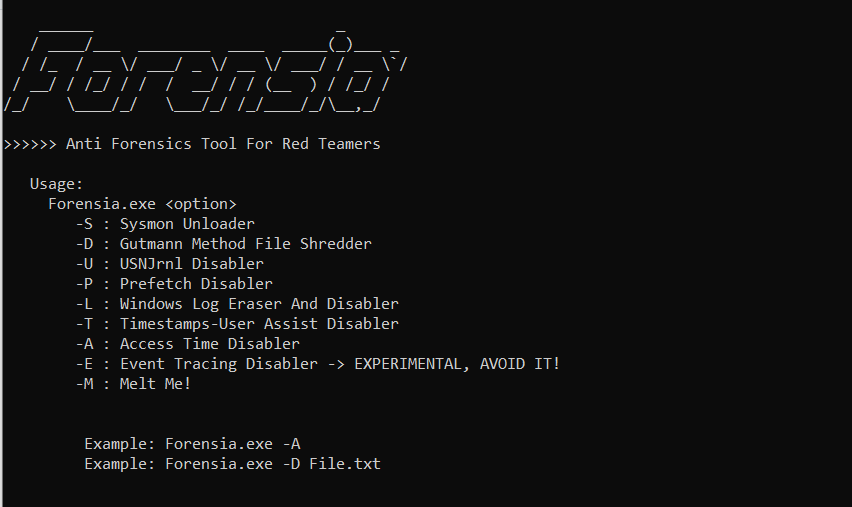 Forensia
>>>>>> Anti Forensics Tool For Red Teamers
Usage:
Forensia.exe <option>
-S : Sysmon Unloader
-D : Gutmann Method File Shredder
-U : USNJrnl Disabler
-P : Prefetch Disabler
-L : Windows Log Eraser And Disabler
-T : Timestamps-User Assist Disabler
-A : Access Time Disabler
-E : Event Tracing Disabler -> EXPERIMENTAL, AVOID IT!
-M : Melt Me!
Example: Forensia.exe -A
Example: Forensia.exe -D File.txt